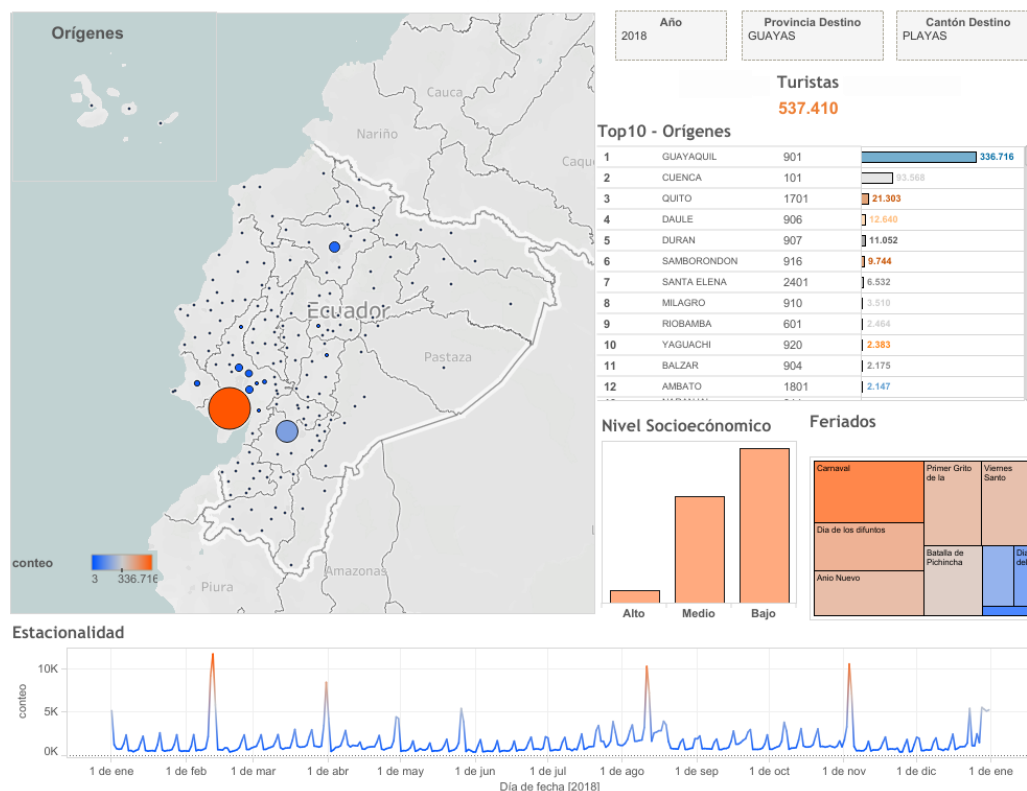 Orígenes
Cauca
Nariño
Caqu
Ecuador
Pastaza
Amazonas
Piura
conteo
3 336.716
Año
2018
Provincia Destino
GUAYAS
Cantón Destino
PLAYAS
Turistas
537.410
Top10 - Orígenes
1 GUAYAQUIL 901 336.716
2 CUENCA 101 93.568
3 QUITO 1701 21.303
4 DAULE 906 12.640
5 DURAN 907 11.052
6 SAMBORONDON 916 9.744
7 SANTA ELENA 2401 6.532
8 MILAGRO 910 3.510
9 RIOBAMBA 601 2.464
10 YAGUACHI 920 2.383
11 BALZAR 904 2.175
12 AMBATO 1801 2.147
Nivel Socioecónomico
Alto Medio Bajo
Feriados
Carnaval
Dia de los difuntos
Anio Nuevo
Primer Grito
de la
Viernes
Santo
Batalla de
Pichincha
Dia
del
Estacionalidad
conteo
10K
5K
0K
1 de ene 1 de feb 1 de mar 1 de abr 1 de may 1 de jun 1 de jul 1 de ago 1 de sep 1 de oct 1 de nov 1 de dic 1 de ene
Día de fecha [2018]